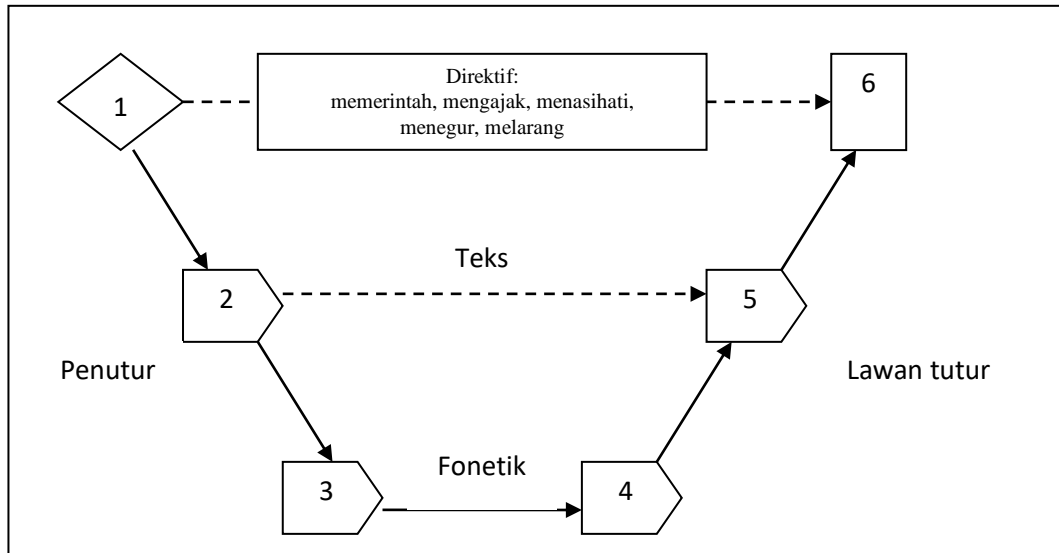 Direktif:
memerintah, mengajak, menasihati,
menegur, melarang
1
6
Teks
2
5
Penutur
Lawan tutur
Fonetik
3
4